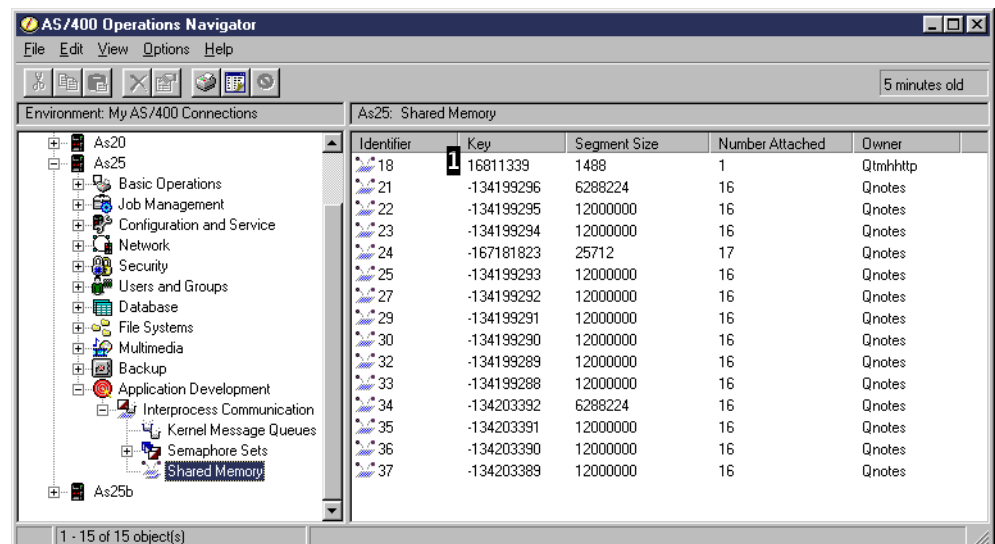 AS/400 Operations Navigator
File Edit View Options Help
5 minutes old
Environment: My AS/400 Connections
As25: Shared Memory
As20
As25
Basic Operations
Job Management
Configuration and Service
Network
Security
Users and Groups
Database
File Systems
Multimedia
Backup
Application Development
Interprocess Communication
Kernel Message Queues
Semaphore Sets
Shared Memory
As25b
Identifier Key Segment Size Number Attached Owner
1
18 16811339 1488 1 Qtmhhttp
21 -134199296 6288224 16 Qnotes
22 -134199295 12000000 16 Qnotes
23 -134199294 12000000 16 Qnotes
24 -167181823 25712 17 Qnotes
25 -134199293 12000000 16 Qnotes
27 -134199292 12000000 16 Qnotes
29 -134199291 12000000 16 Qnotes
30 -134199290 12000000 16 Qnotes
32 -134199289 12000000 16 Qnotes
33 -134199288 12000000 16 Qnotes
34 -134203392 6288224 16 Qnotes
35 -134203391 12000000 16 Qnotes
36 -134203390 12000000 16 Qnotes
37 -134203389 12000000 16 Qnotes
1 - 15 of 15 object(s)